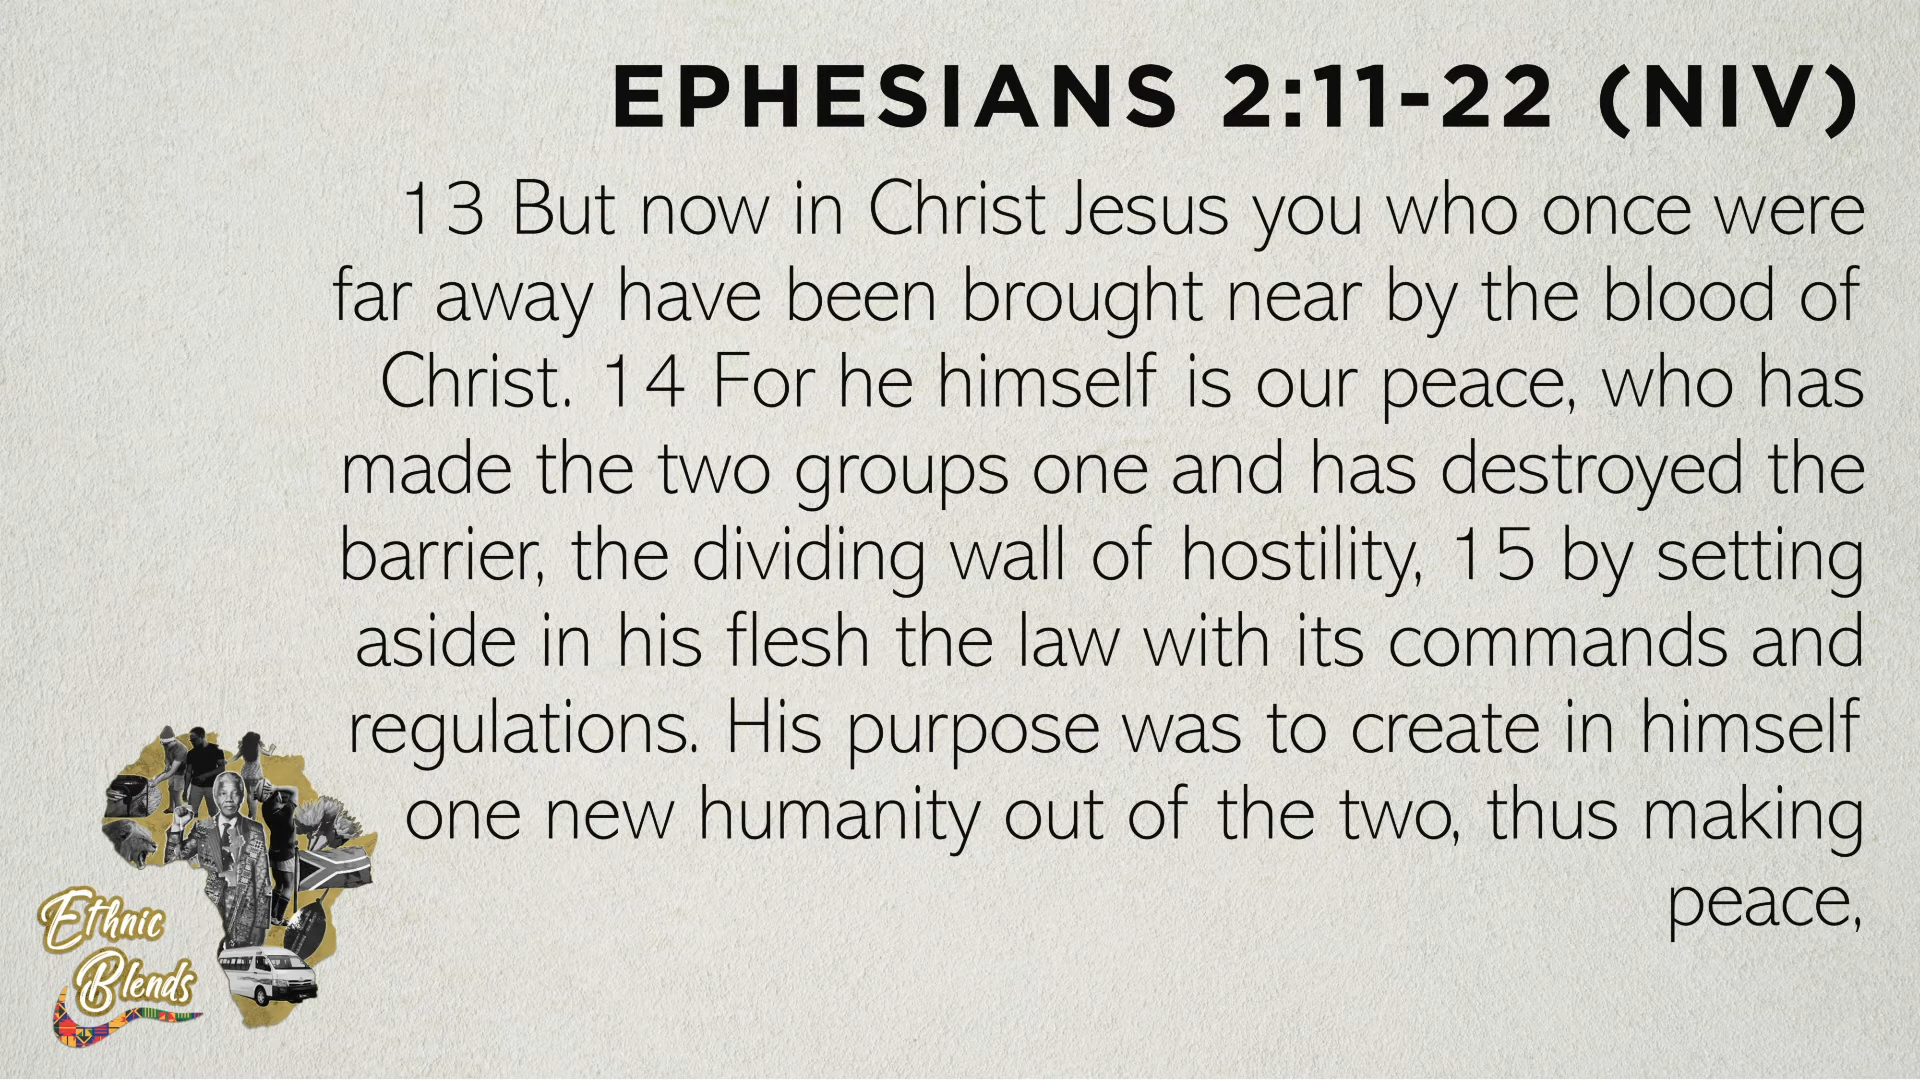 EPHESIANS 2:11-22 (NIV)
13 But now in Christ Jesus you who once were
far away have been brought near by the blood of
Christ. 14 For he himself is our peace, who has
made the two groups one and has destroyed the
barrier, the dividing wall of hostility, 15 by setting
aside in his flesh the law with its commands and
regulations. His purpose was to create in himself
one new humanity out of the two, thus making
peace,
Ethnic
Blends